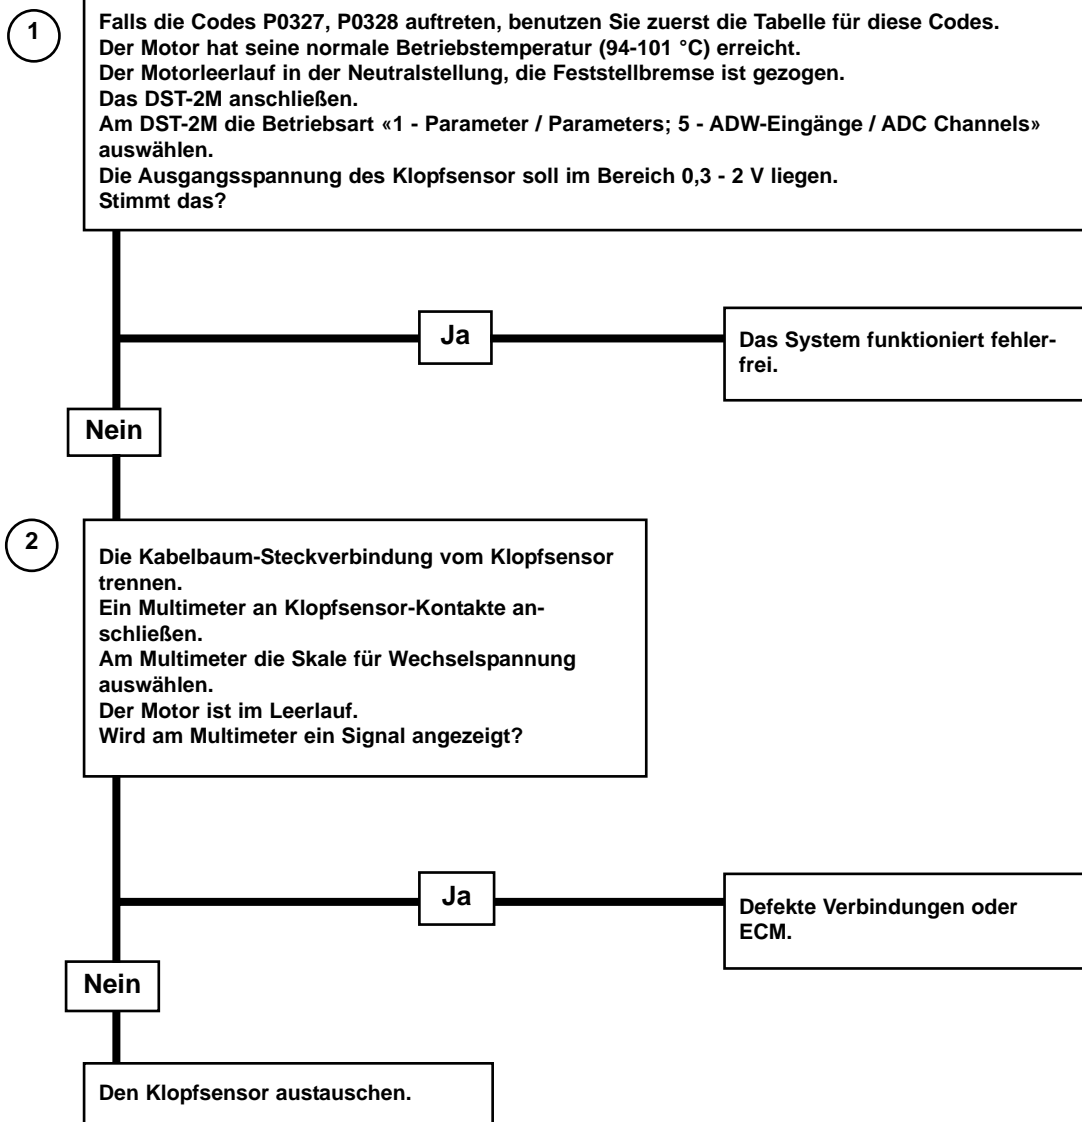 1
Falls die Codes P0327, P0328 auftreten, benutzen Sie zuerst die Tabelle für diese Codes.
Der Motor hat seine normale Betriebstemperatur (94-101 °C) erreicht.
Der Motorleerlauf in der Neutralstellung, die Feststellbremse ist gezogen.
Das DST-2M anschließen.
Am DST-2M die Betriebsart «1 - Parameter / Parameters; 5 - ADW-Eingänge / ADC Channels»
auswählen.
Die Ausgangsspannung des Klopfsensor soll im Bereich 0,3 - 2 V liegen.
Stimmt das?
Ja
Das System funktioniert fehler-
frei.
Nein
2
Die Kabelbaum-Steckverbindung vom Klopfsensor
trennen.
Ein Multimeter an Klopfsensor-Kontakte an-
schließen.
Am Multimeter die Skale für Wechselspannung
auswählen.
Der Motor ist im Leerlauf.
Wird am Multimeter ein Signal angezeigt?
Ja
Defekte Verbindungen oder
ECM.
Nein
Den Klopfsensor austauschen.